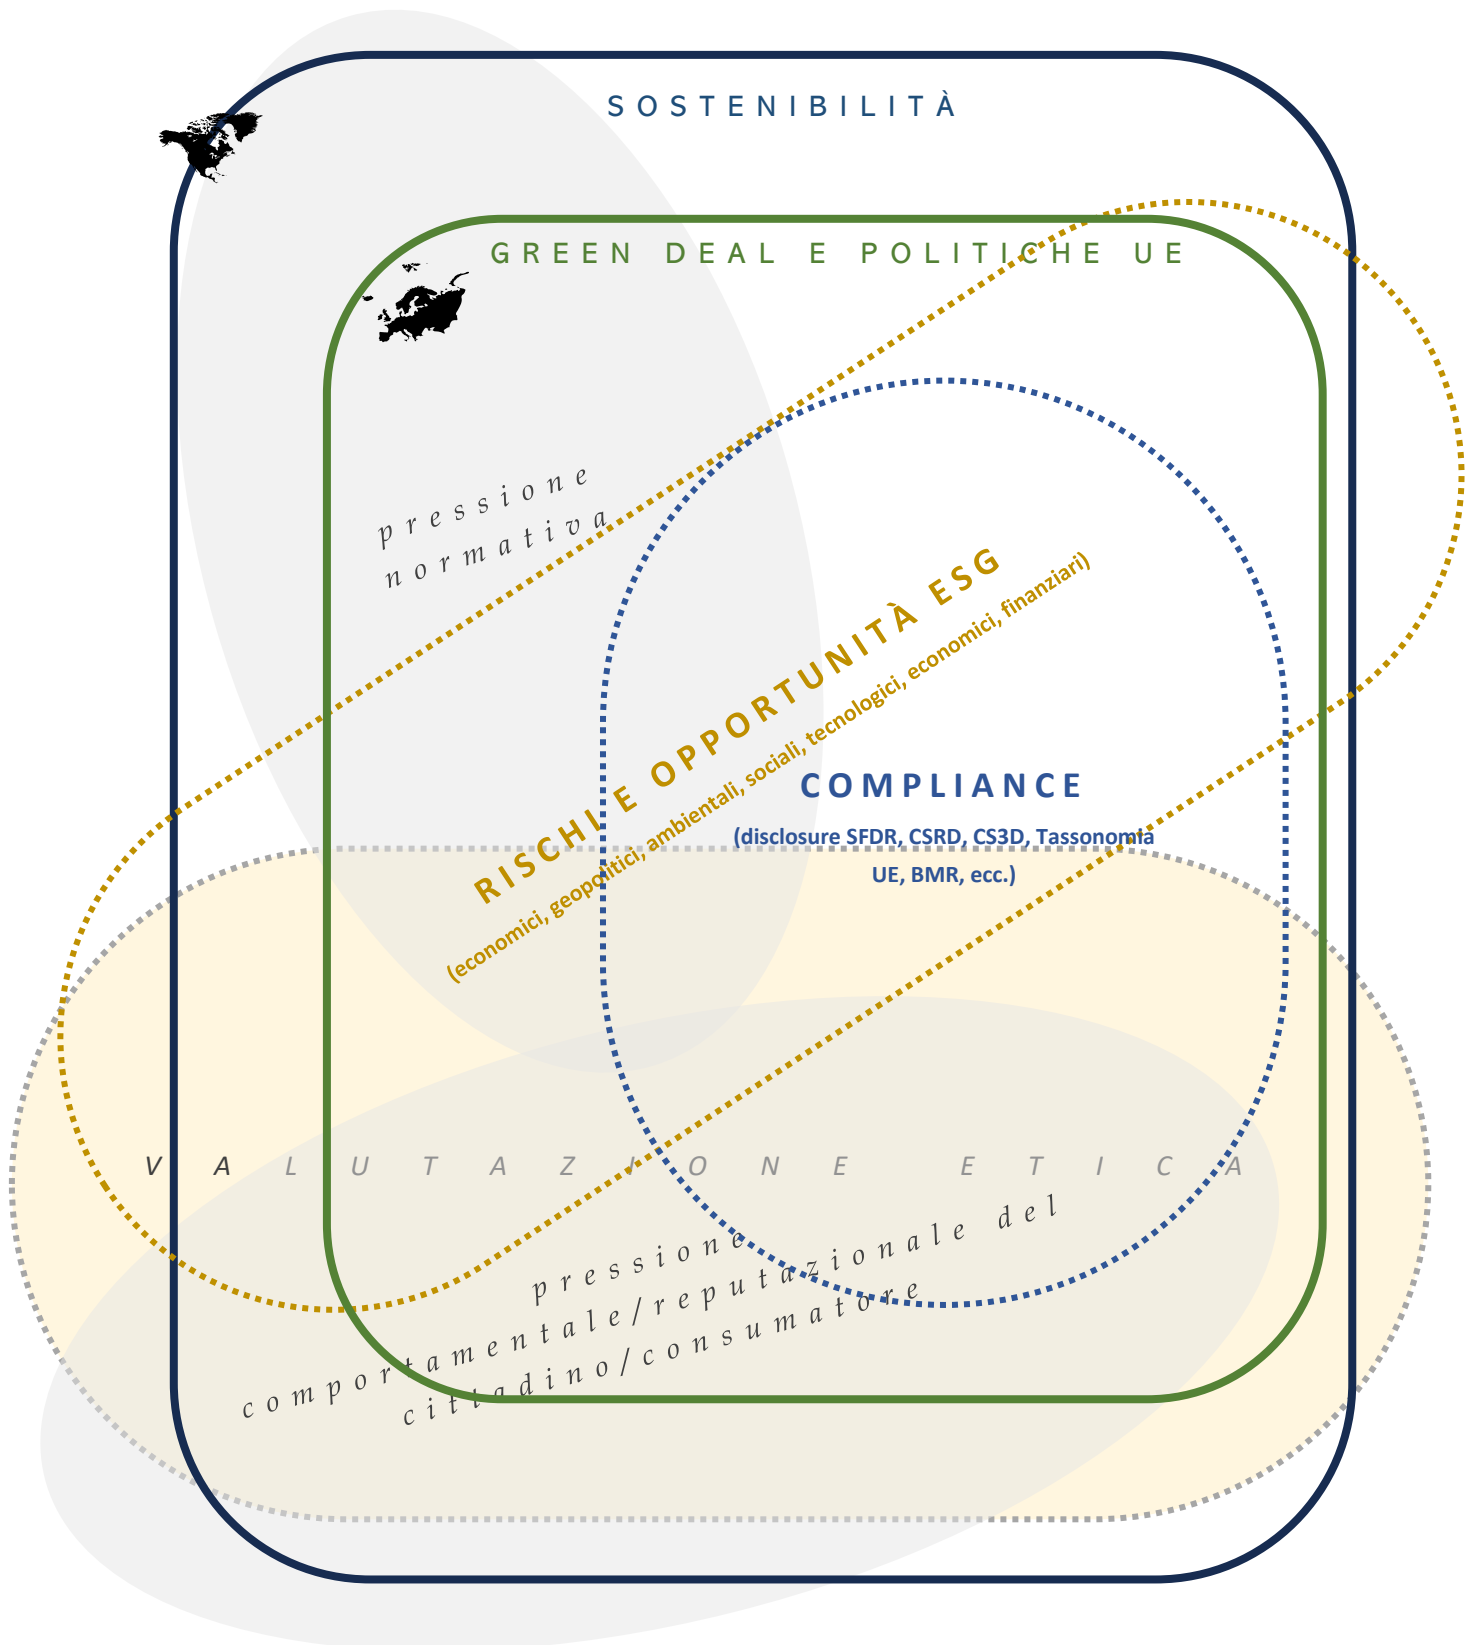 SOSTENIBILITÀ
GREEN DEAL E POLITICHE UE
pressione
normativa
RISCHI E OPPORTUNITÀ ESG
(economici, geopolitici, ambientali, sociali, tecnologici, economici, finanziari)
COMPLIANCE
(disclosure SFDR, CSRD, CS3D, Tassonomia
UE, BMR, ecc.)
VALUTAZIONE ETICA
pressione
comportamentale/reputazionale del
cittadino/consumatore